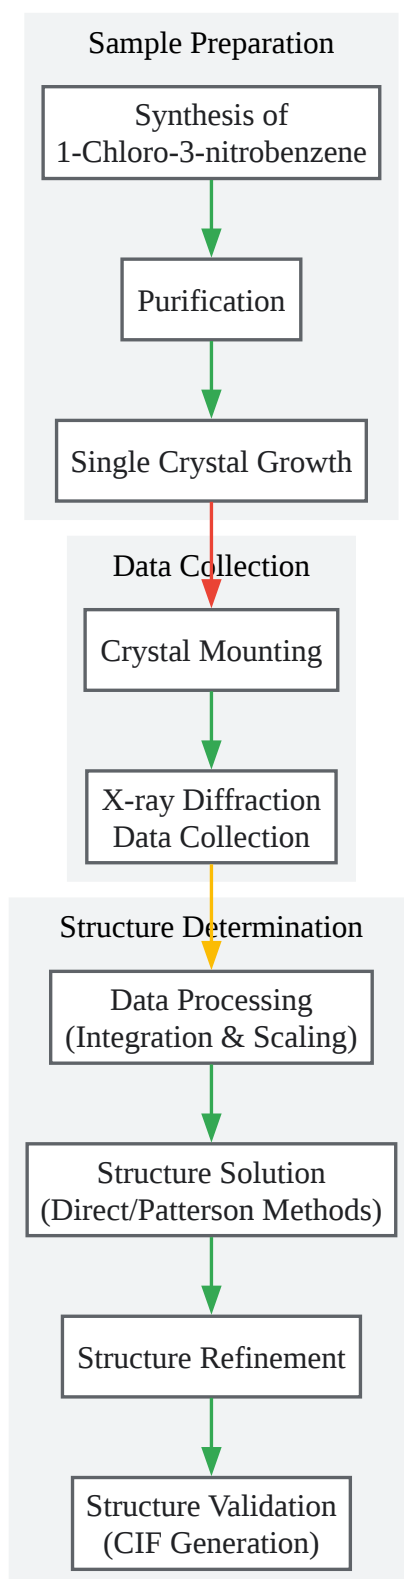 Sample Preparation
Synthesis of
1-Chloro-3-nitrobenzene
Purification
Single Crystal Growth
Data Collection
Crystal Mounting
X-ray Diffraction
Data Collection
Structure Determination
Data Processing
(Integration & Scaling)
Structure Solution
(Direct/Patterson Methods)
Structure Refinement
Structure Validation
(CIF Generation)